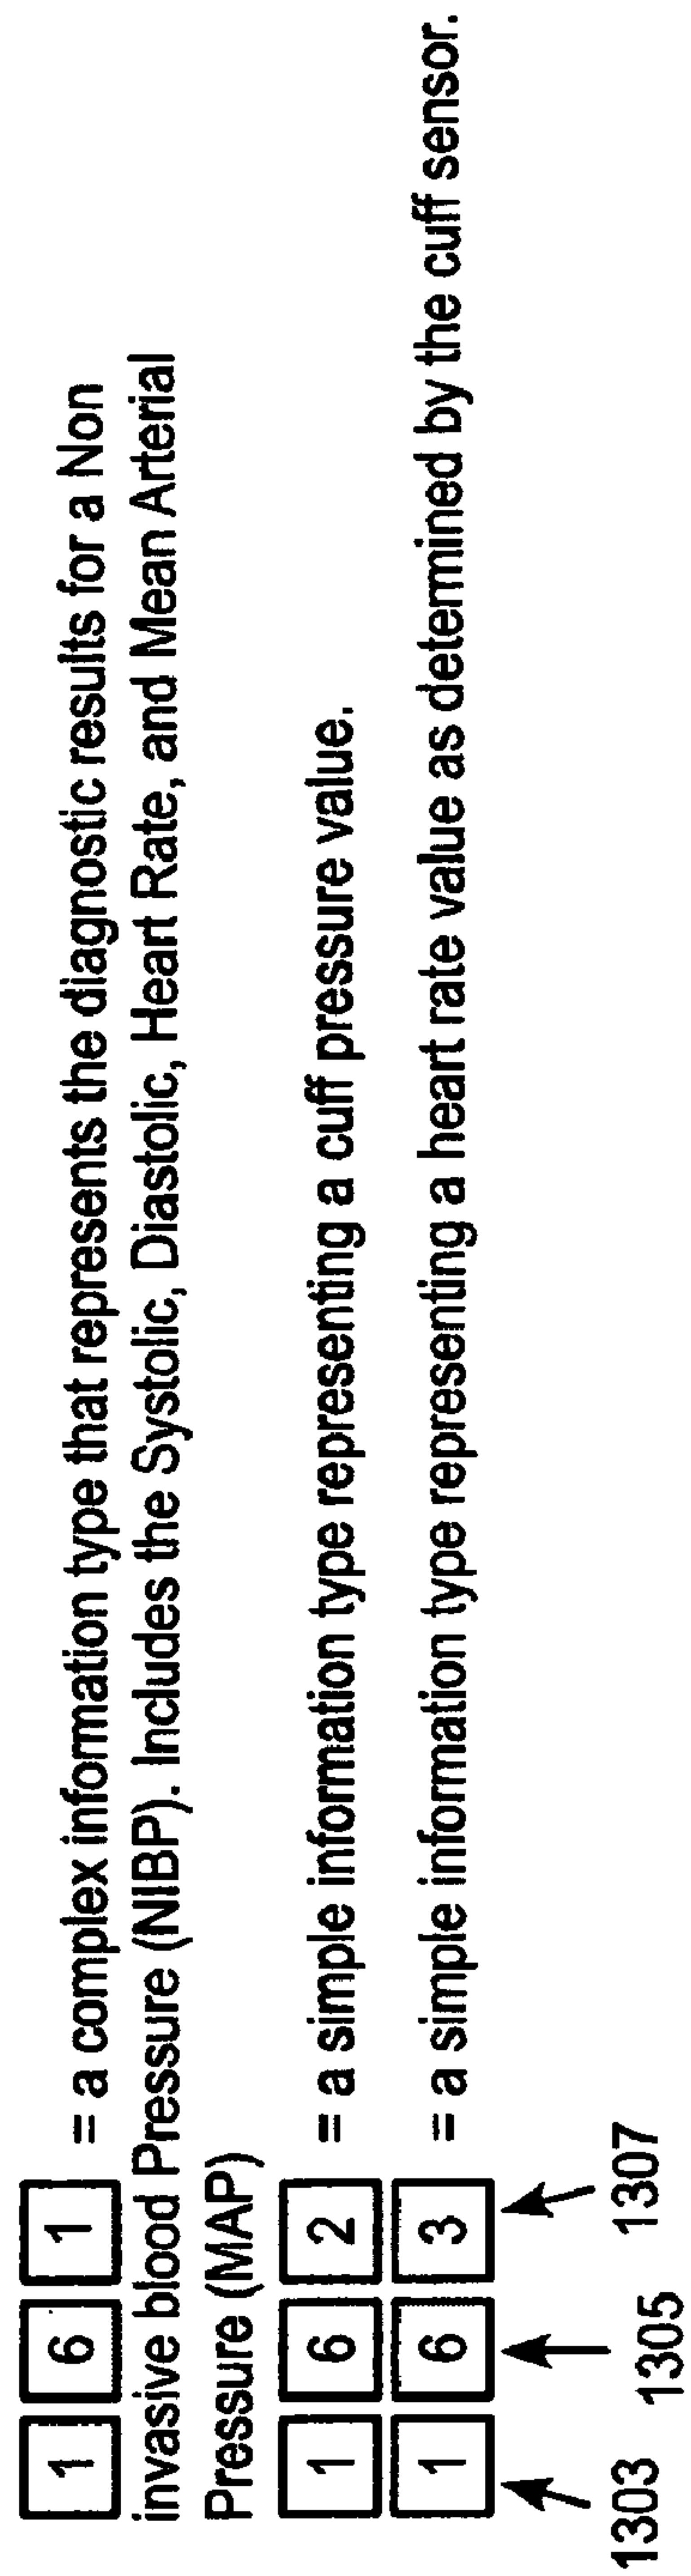 1 6 1 = a complex information type that represents the diagnostic results for a Non
invasive blood Pressure (NIBP). Includes the Systolic, Diastolic, Heart Rate, and Mean Arterial
Pressure (MAP)
1 6 2 = a simple information type representing a cuff pressure value.
1 6 3 = a simple information type representing a heart rate value as determined by the cuff sensor.
1303 1305 1307